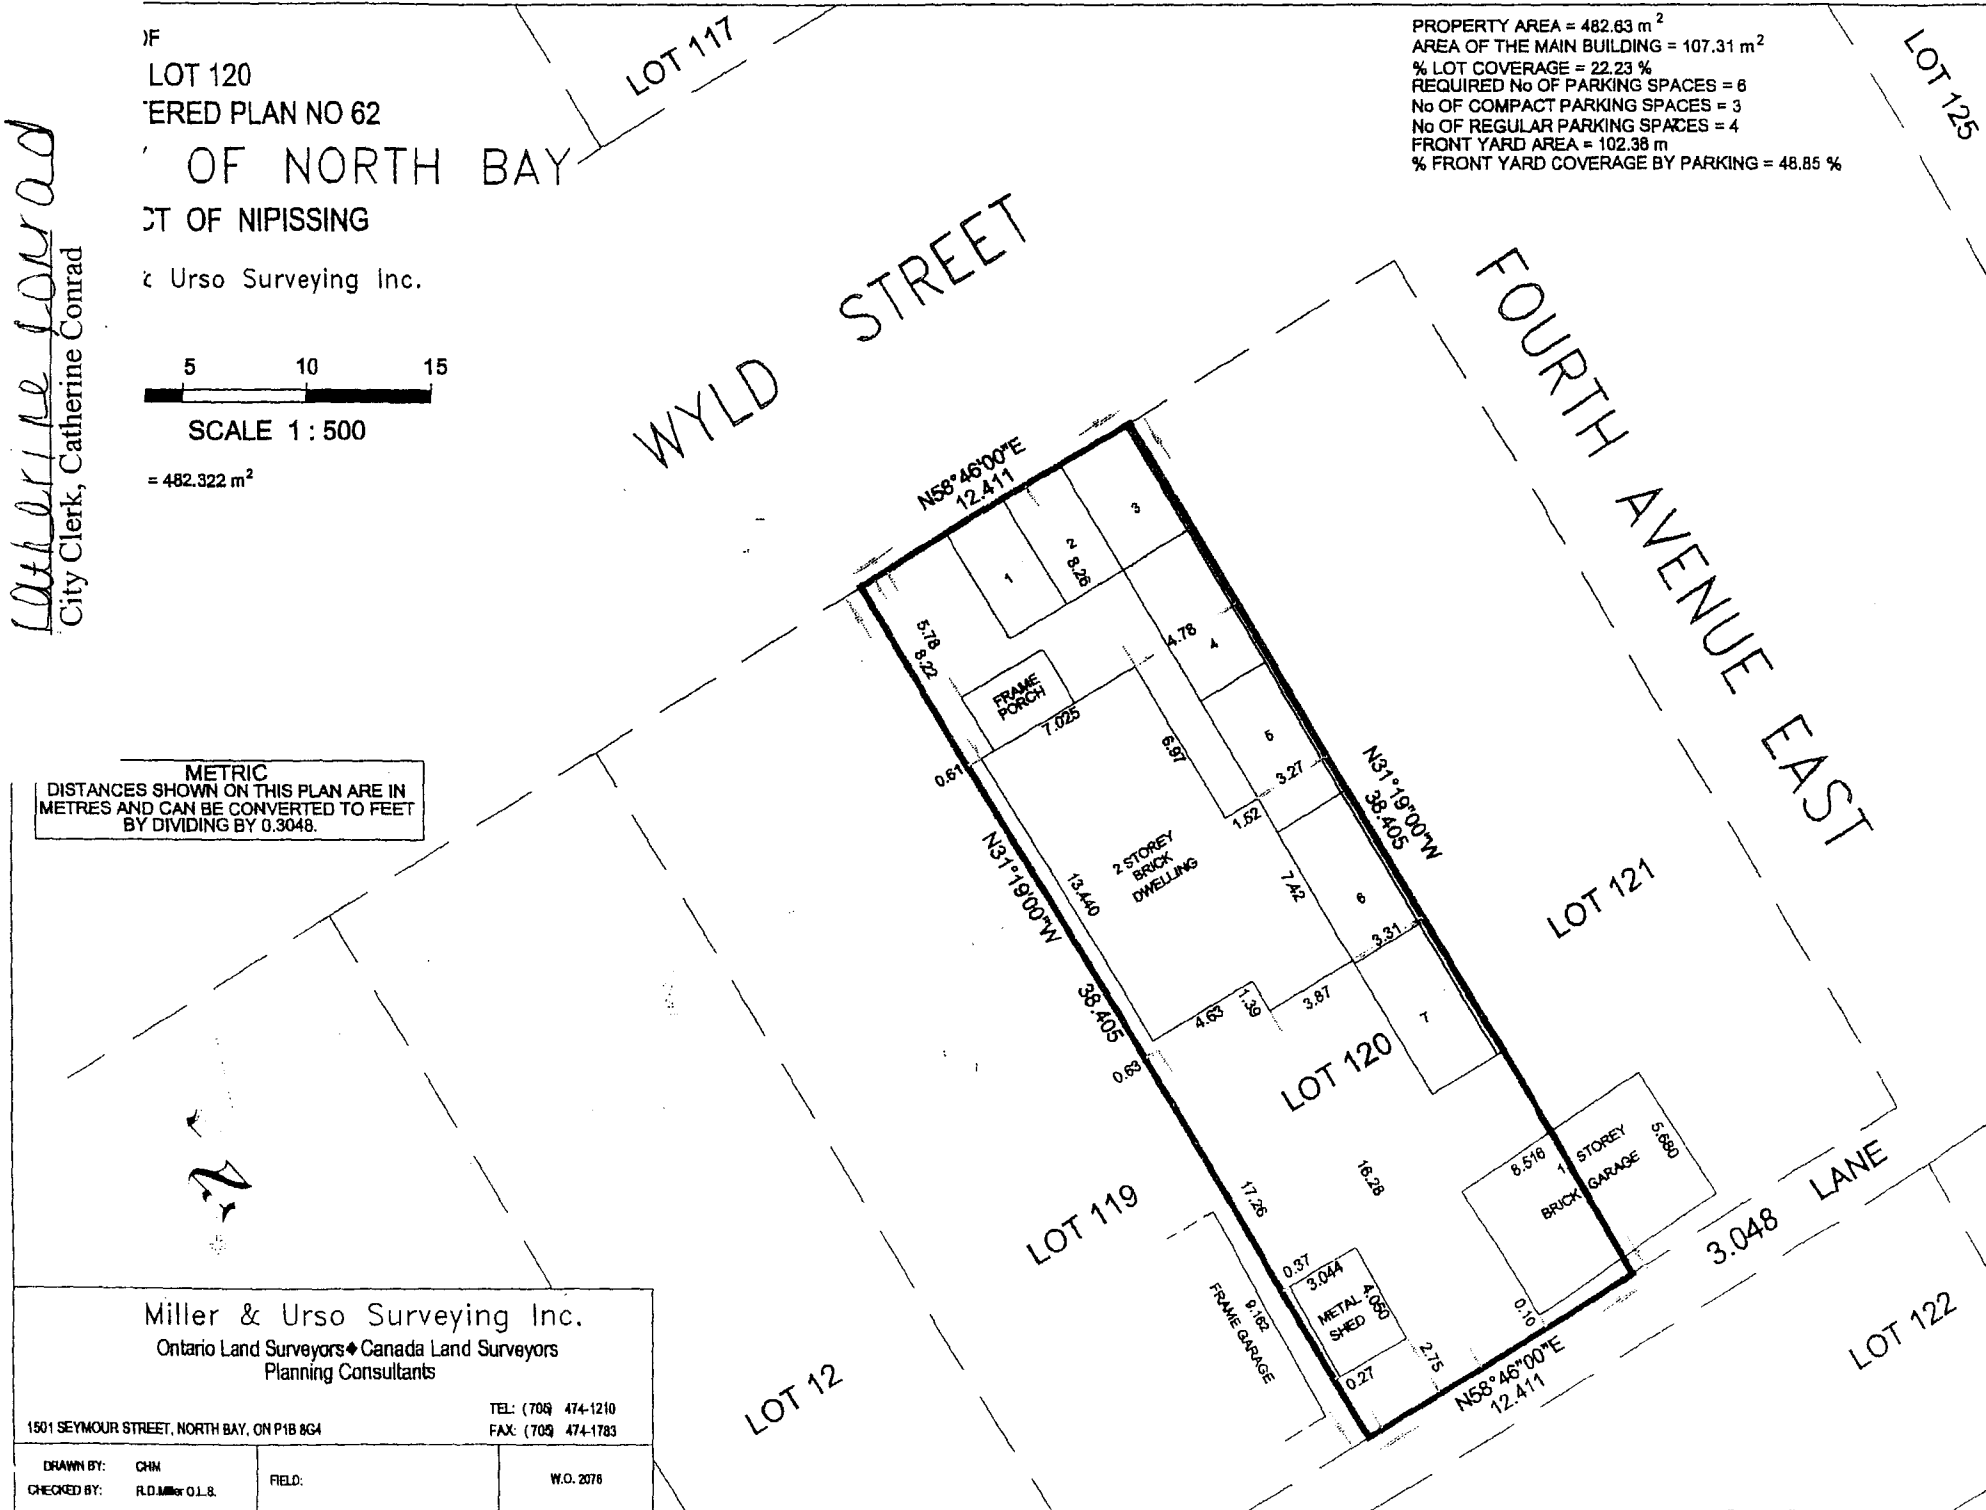 LOT 120
ERED PLAN NO 62
OF NORTH BAY
CT OF NIPISSING
Urso Surveying Inc.
Catherine Conrad
City Clerk, Catherine Conrad
5 10 15
SCALE 1 : 500
= 482.322 m²
PROPERTY AREA = 482.63 m²
AREA OF THE MAIN BUILDING = 107.31 m²
% LOT COVERAGE = 22.23 %
REQUIRED No OF PARKING SPACES = 6
No OF COMPACT PARKING SPACES = 3
No OF REGULAR PARKING SPACES = 4
FRONT YARD AREA = 102.38 m
% FRONT YARD COVERAGE BY PARKING = 48.85 %
LOT 117
LOT 125
WYLD STREET
FOURTH AVENUE EAST
N58°46'00"E
12.411
1
2
8.26
3
5.78
8.22
4.78
4
FRAME
PORCH
7.025
6.97
5
3.27
0.61
1.62
N31°19'00"W
38.405
2 STOREY
BRICK
DWELLING
13.440
7.42
6
3.31
N31°19'00"W
38.405
4.63
1.39
3.87
7
0.63
LOT 120
LOT 121
METRIC
DISTANCES SHOWN ON THIS PLAN ARE IN
METRES AND CAN BE CONVERTED TO FEET
BY DIVIDING BY 0.3048.
LOT 119
17.26
16.28
8.516
1 STOREY
BRICK GARAGE
5.680
0.37
3.044
METAL
SHED
4.050
9.162
FRAME GARAGE
0.27
2.75
0.10
N58°46'00"E
12.411
3.048 LANE
LOT 122
LOT 12
Miller & Urso Surveying Inc.
Ontario Land Surveyors♦Canada Land Surveyors
Planning Consultants
TEL: (705) 474-1210
1501 SEYMOUR STREET, NORTH BAY, ON P1B 8G4
FAX: (705) 474-1783
DRAWN BY: CHM
CHECKED BY: R.D.Miller O.L.S.
FIELD:
W.O. 2076